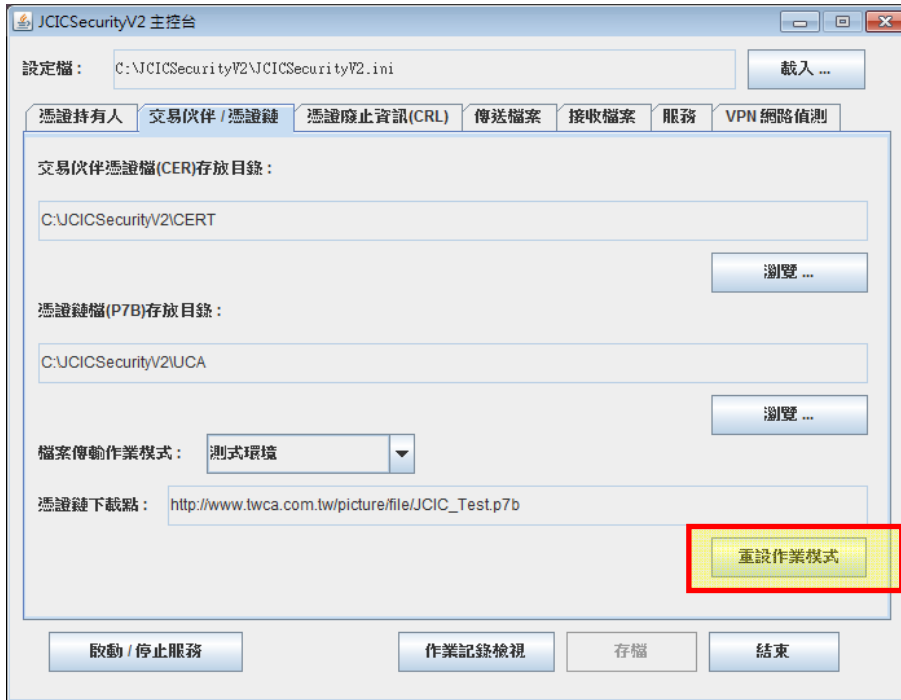 JCICSecurityV2 主控台
設定檔： C:\JCICSecurityV2\JCICSecurityV2.ini 載入 ...
憑證持有人 交易伙伴 / 憑證鏈 憑證廢止資訊(CRL) 傳送檔案 接收檔案 服務 VPN 網路偵測
交易伙伴憑證檔(CER)存放目錄：
C:\JCICSecurityV2\CERT
瀏覽 ...
憑證鏈檔(P7B)存放目錄：
C:\JCICSecurityV2\UCA
瀏覽 ...
檔案傳輸作業模式： 測式環境
憑證鏈下載點： http://www.twca.com.tw/picture/file/JCIC_Test.p7b
重設作業模式
啟動 / 停止服務 作業記錄檢視 存檔 結束